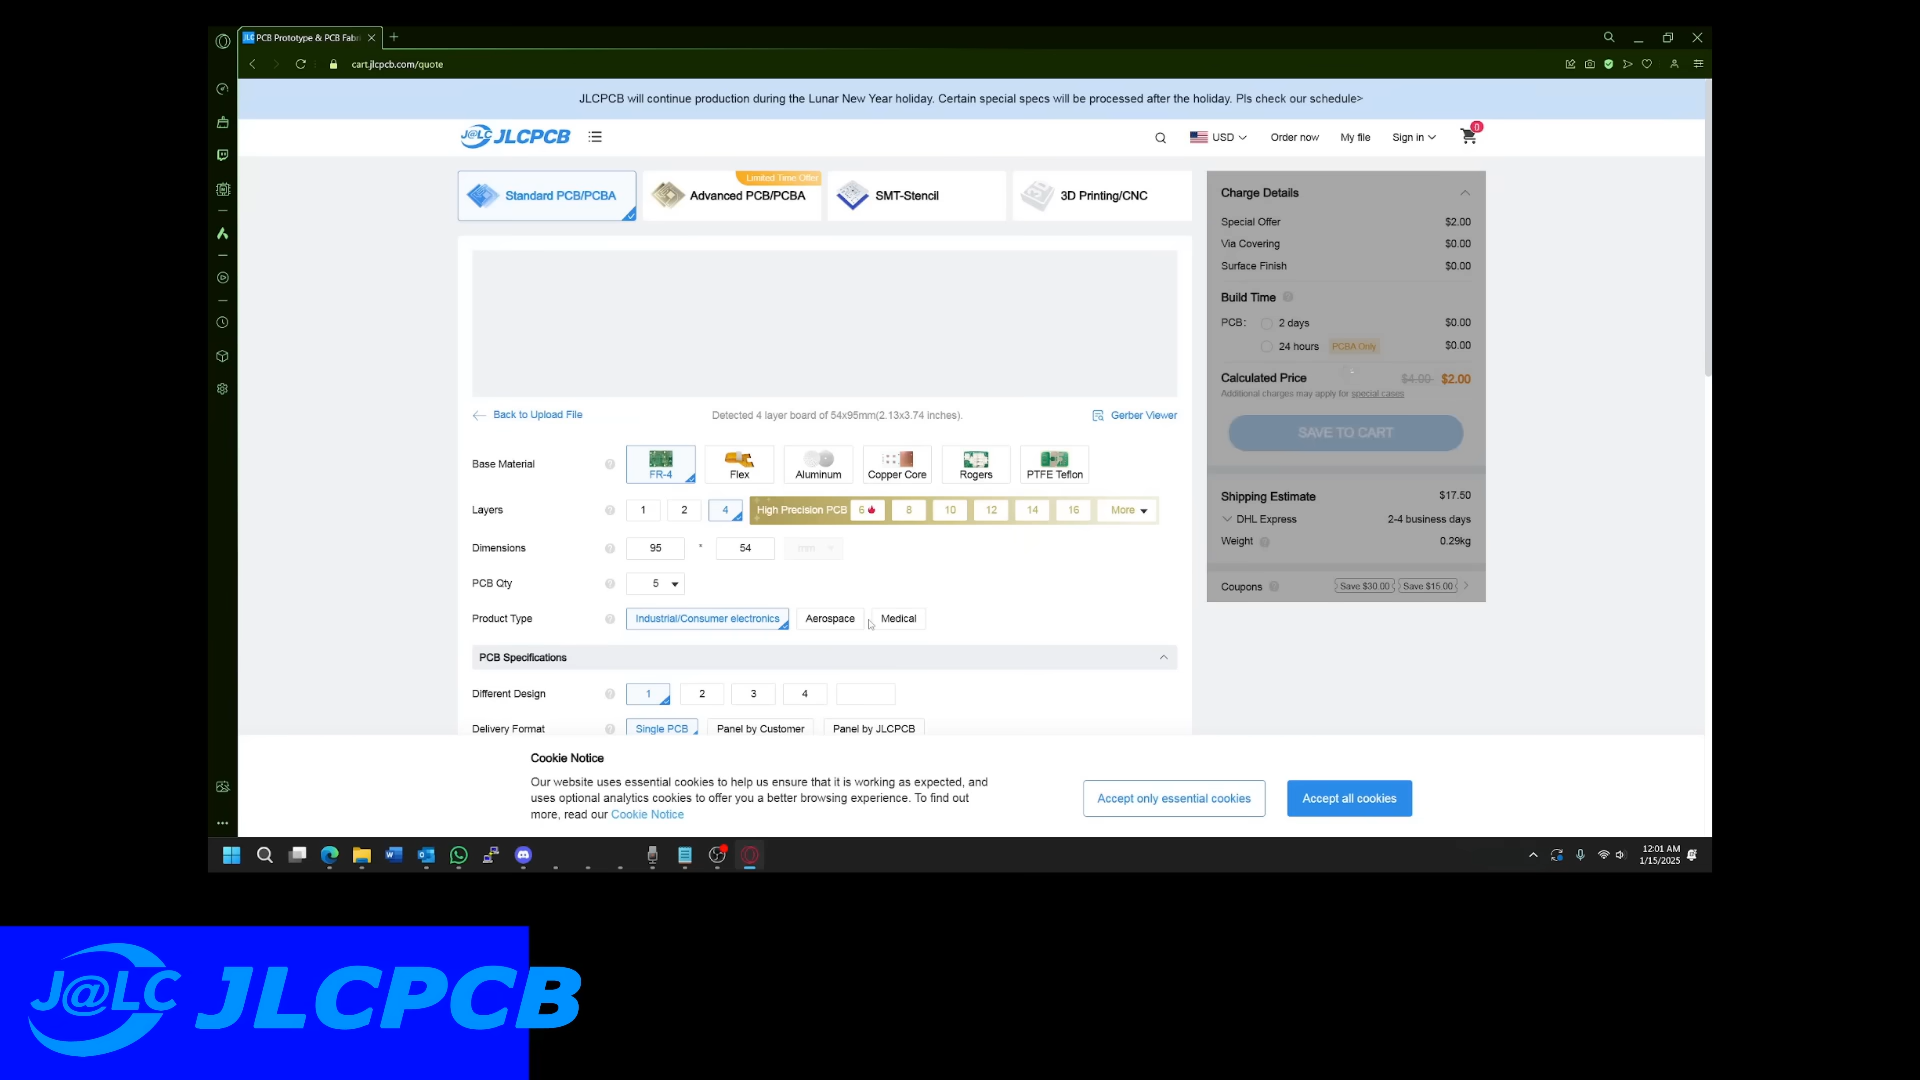 PCB Prototype & PCB Fabri
cart.jlcpcb.com/quote
JLCPCB will continue production during the Lunar New Year holiday. Certain special specs will be processed after the holiday. Pls check our schedule>
J@LC JLCPCB
USD
Order now
My file
Sign in
0
Standard PCB/PCBA
Limited Time Offer
Advanced PCB/PCBA
SMT-Stencil
3D Printing/CNC
Charge Details
Special Offer $2.00
Via Covering $0.00
Surface Finish $0.00
Build Time
PCB: 2 days $0.00
24 hours PCBA Only $0.00
Calculated Price $4.00 $2.00
Additional charges may apply for special cases
SAVE TO CART
Shipping Estimate $17.50
DHL Express 2-4 business days
Weight 0.29kg
Coupons Save $30.00 Save $15.00
Back to Upload File
Detected 4 layer board of 54x95mm(2.13x3.74 inches).
Gerber Viewer
Base Material FR-4 Flex Aluminum Copper Core Rogers PTFE Teflon
Layers 1 2 4 High Precision PCB 6 8 10 12 14 16 More
Dimensions 95 * 54 mm
PCB Qty 5
Product Type Industrial/Consumer electronics Aerospace Medical
PCB Specifications
Different Design 1 2 3 4
Delivery Format Single PCB Panel by Customer Panel by JLCPCB
Cookie Notice
Our website uses essential cookies to help us ensure that it is working as expected, and
uses optional analytics cookies to offer you a better browsing experience. To find out
more, read our Cookie Notice
Accept only essential cookies
Accept all cookies
12:01 AM
1/15/2025
J@LC JLCPCB